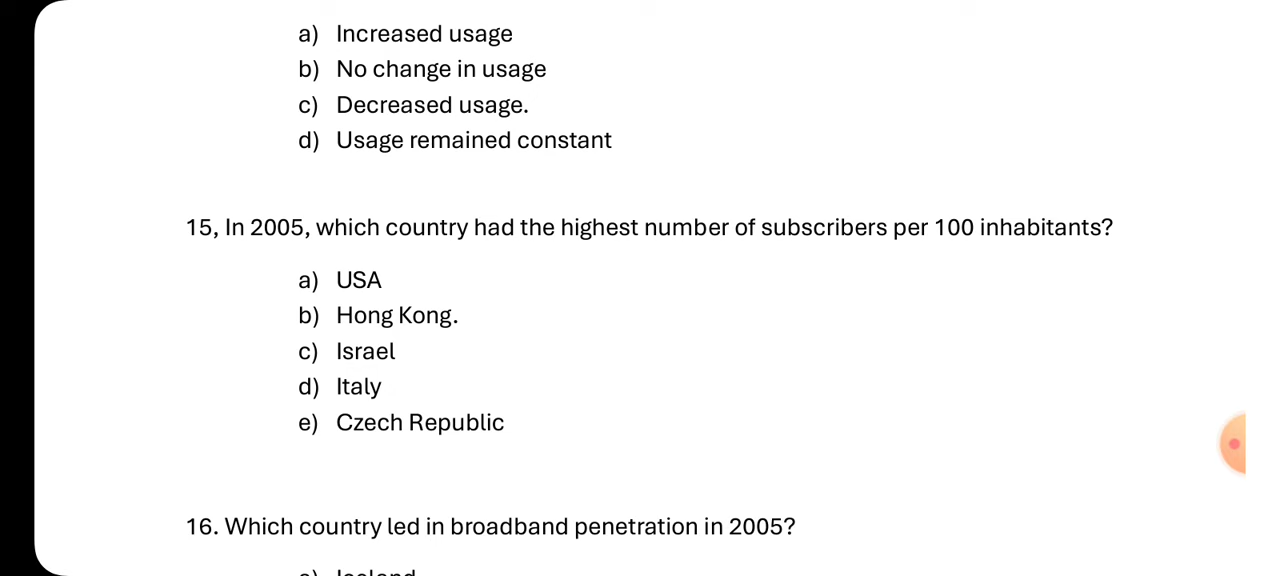 a) Increased usage
b) No change in usage
c) Decreased usage.
d) Usage remained constant
15, In 2005, which country had the highest number of subscribers per 100 inhabitants?
a) USA
b) Hong Kong.
c) Israel
d) Italy
e) Czech Republic
16. Which country led in broadband penetration in 2005?
a) Iceland